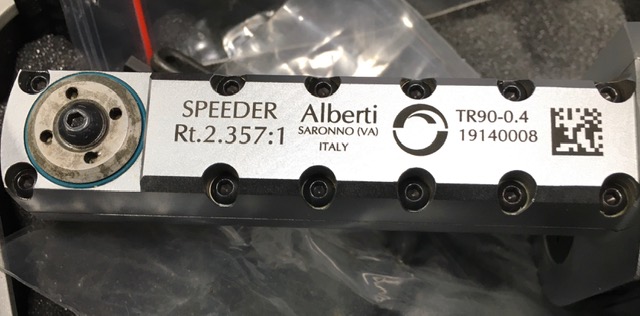 SPEEDER
Rt.2.357:1
Alberti
SARONNO (VA)
ITALY
TR90-0.4
19140008